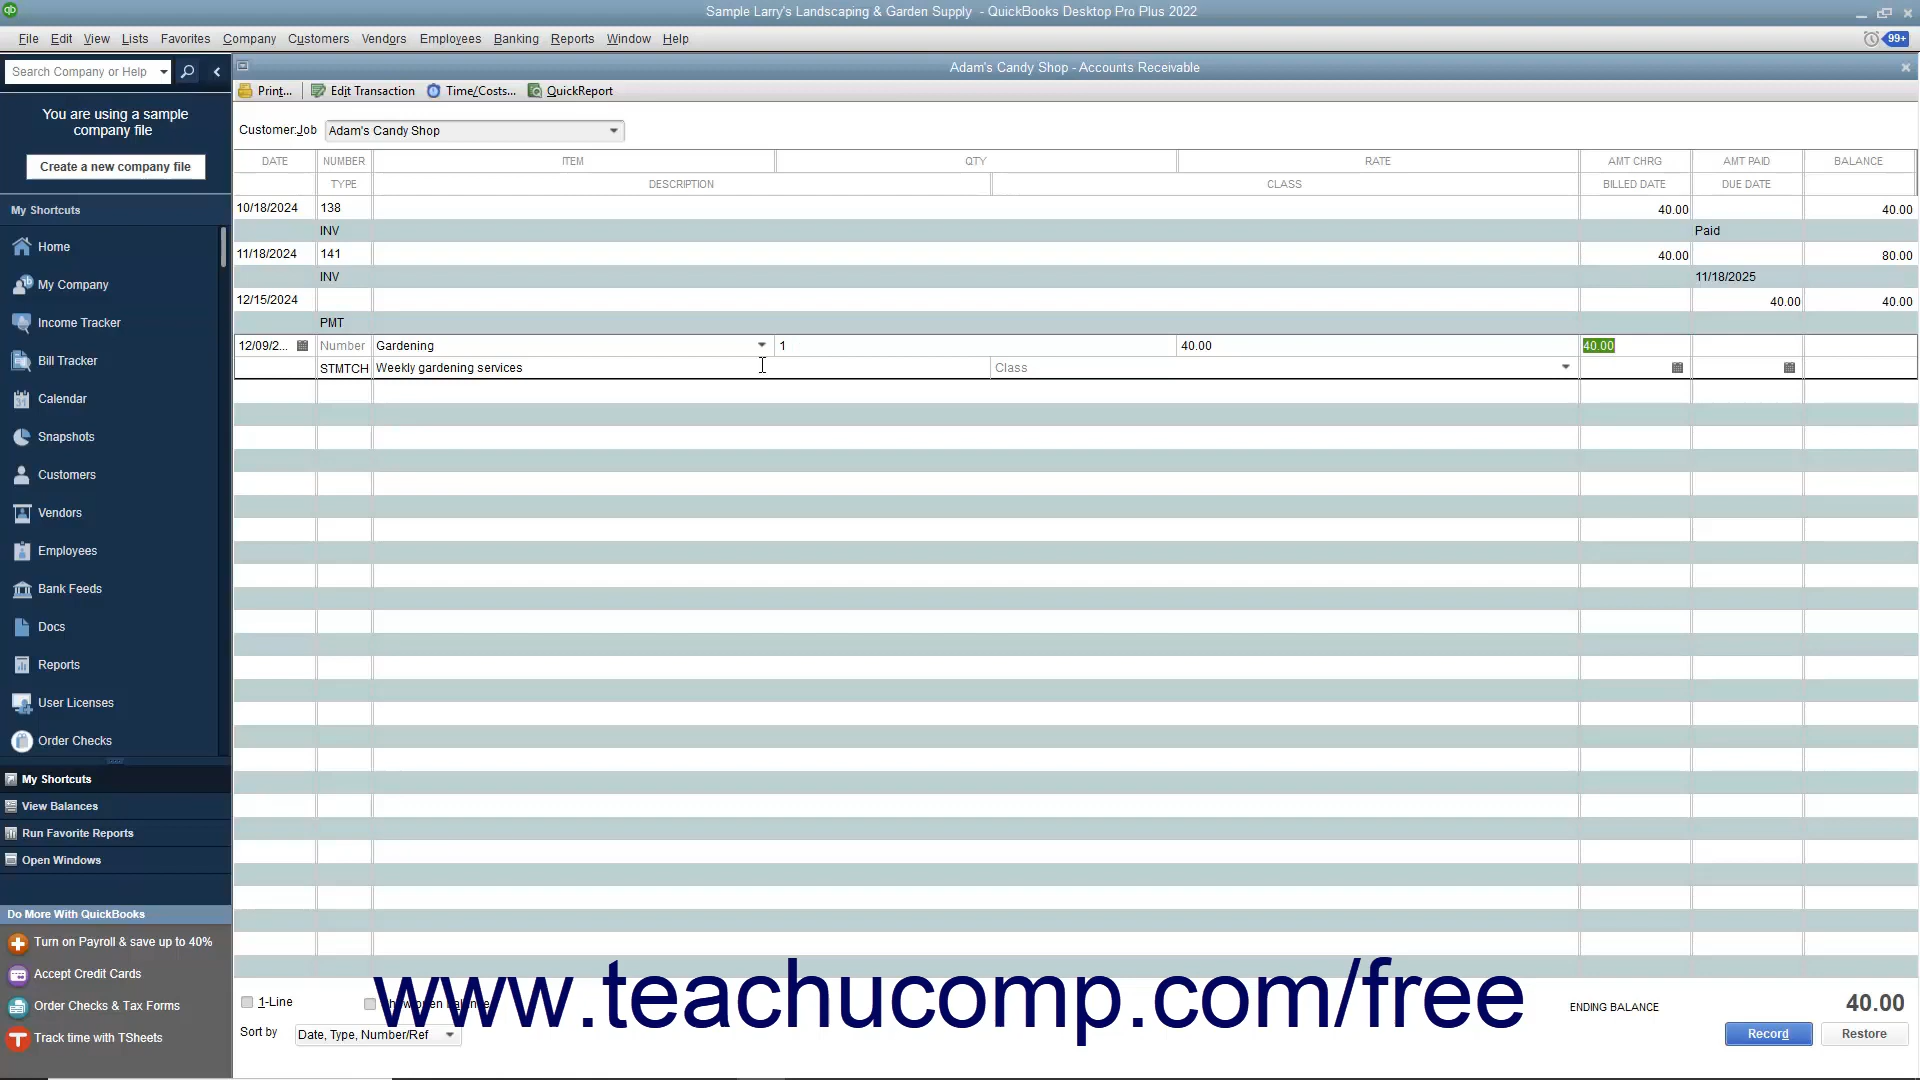 Sample Larry's Landscaping & Garden Supply - QuickBooks Desktop Pro Plus 2022
File Edit View Lists Favorites Company Customers Vendors Employees Banking Reports Window Help
99+
Search Company or Help
Adam's Candy Shop - Accounts Receivable
Print... Edit Transaction Time/Costs... QuickReport
You are using a sample
company file
Create a new company file
Customer:Job Adam's Candy Shop
DATE NUMBER ITEM QTY RATE AMT CHRG AMT PAID BALANCE
TYPE DESCRIPTION CLASS BILLED DATE DUE DATE
10/18/2024 138 40.00 40.00
INV Paid
11/18/2024 141 40.00 80.00
INV 11/18/2025
12/15/2024 40.00 40.00
PMT
12/09/2... Number Gardening 1 40.00 40.00
STMTCH Weekly gardening services Class
My Shortcuts
Home
My Company
Income Tracker
Bill Tracker
Calendar
Snapshots
Customers
Vendors
Employees
Bank Feeds
Docs
Reports
User Licenses
Order Checks
My Shortcuts
View Balances
Run Favorite Reports
Open Windows
Do More With QuickBooks
Turn on Payroll & save up to 40%
Accept Credit Cards
Order Checks & Tax Forms
Track time with TSheets
1-Line
www.teachucomp.com/free
ENDING BALANCE 40.00
Sort by Date, Type, Number/Ref
Record Restore